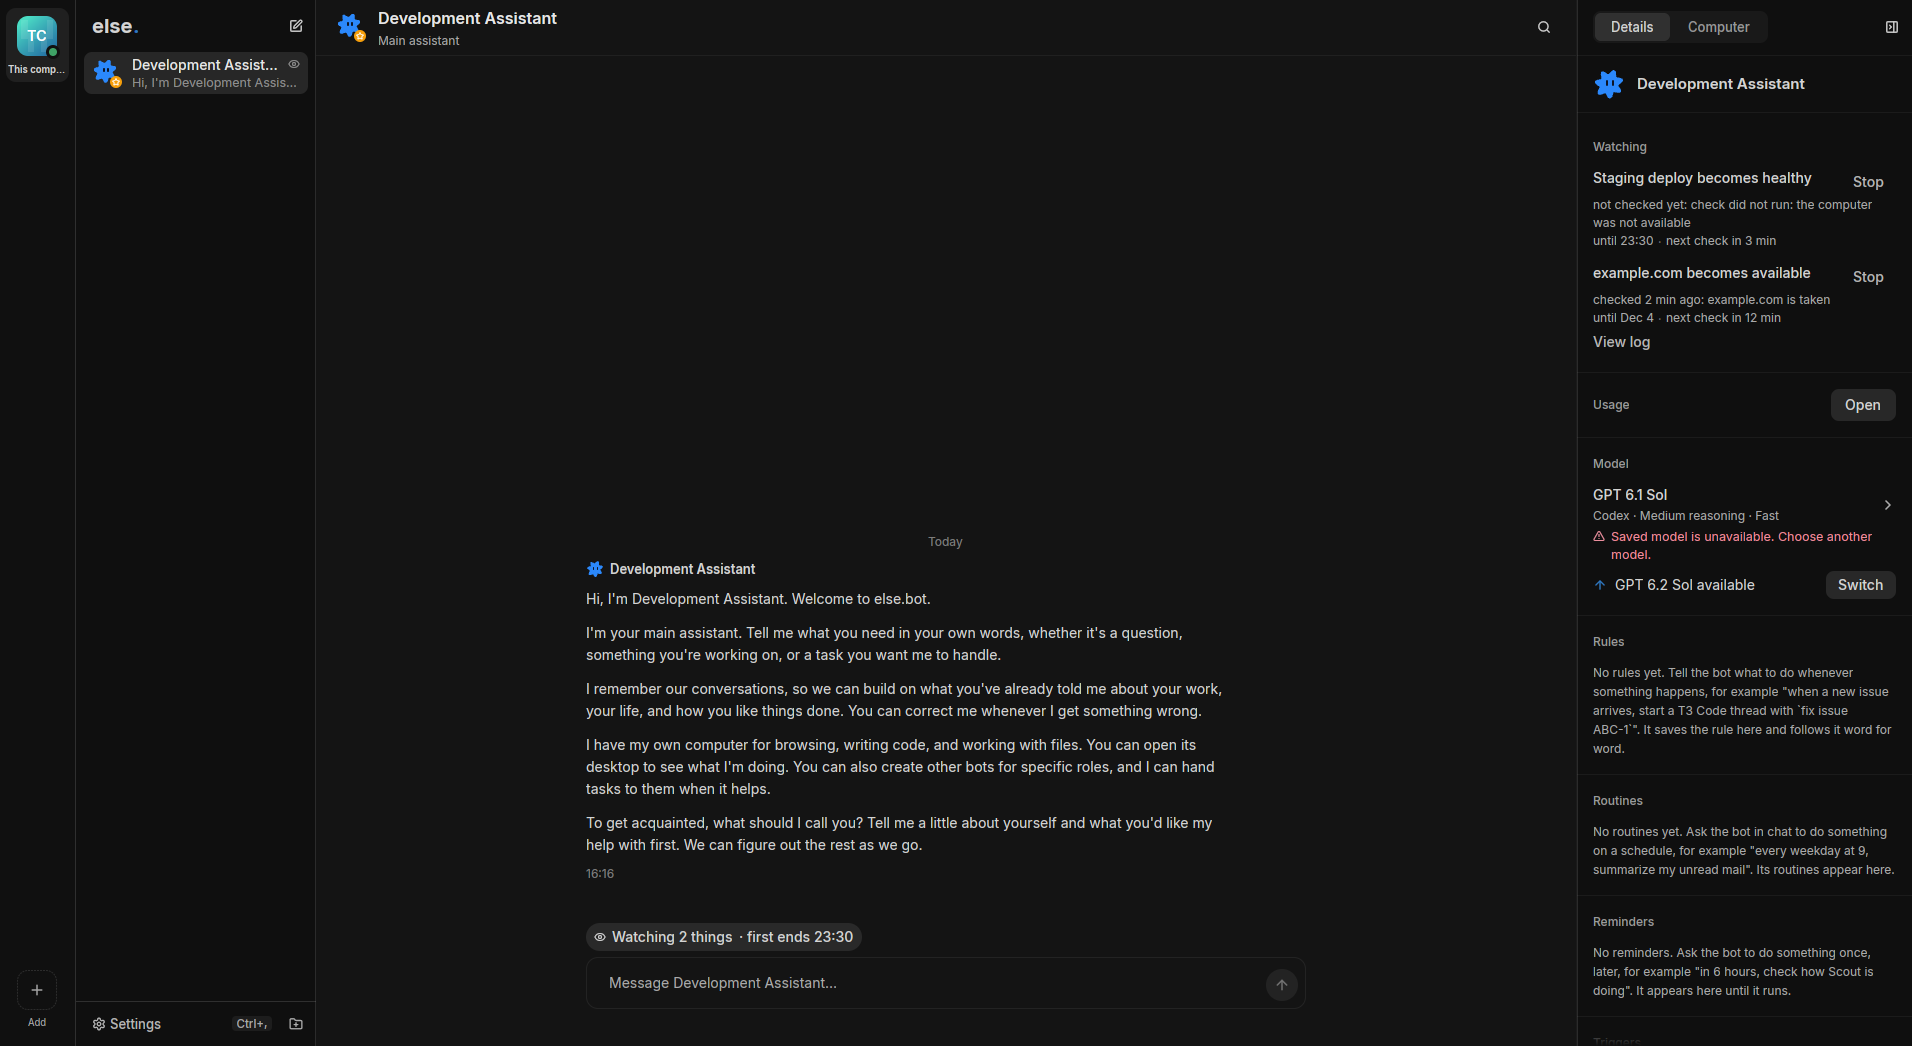 TC
This comp...
Add
else.
Development Assist...
Hi, I'm Development Assis...
Settings
Ctrl+,
Development Assistant
Main assistant
Today
Development Assistant
Hi, I'm Development Assistant. Welcome to else.bot.
I'm your main assistant. Tell me what you need in your own words, whether it's a question,
something you're working on, or a task you want me to handle.
I remember our conversations, so we can build on what you've already told me about your work,
your life, and how you like things done. You can correct me whenever I get something wrong.
I have my own computer for browsing, writing code, and working with files. You can open its
desktop to see what I'm doing. You can also create other bots for specific roles, and I can hand
tasks to them when it helps.
To get acquainted, what should I call you? Tell me a little about yourself and what you'd like my
help with first. We can figure out the rest as we go.
16:16
Watching 2 things · first ends 23:30
Message Development Assistant...
Details
Computer
Development Assistant
Watching
Staging deploy becomes healthy
Stop
not checked yet: check did not run: the computer
was not available
until 23:30 · next check in 3 min
example.com becomes available
Stop
checked 2 min ago: example.com is taken
until Dec 4 · next check in 12 min
View log
Usage
Open
Model
GPT 6.1 Sol
Codex · Medium reasoning · Fast
Saved model is unavailable. Choose another
model.
GPT 6.2 Sol available
Switch
Rules
No rules yet. Tell the bot what to do whenever
something happens, for example "when a new issue
arrives, start a T3 Code thread with `fix issue
ABC-1`". It saves the rule here and follows it word for
word.
Routines
No routines yet. Ask the bot in chat to do something
on a schedule, for example "every weekday at 9,
summarize my unread mail". Its routines appear here.
Reminders
No reminders. Ask the bot to do something once,
later, for example "in 6 hours, check how Scout is
doing". It appears here until it runs.
Triggers